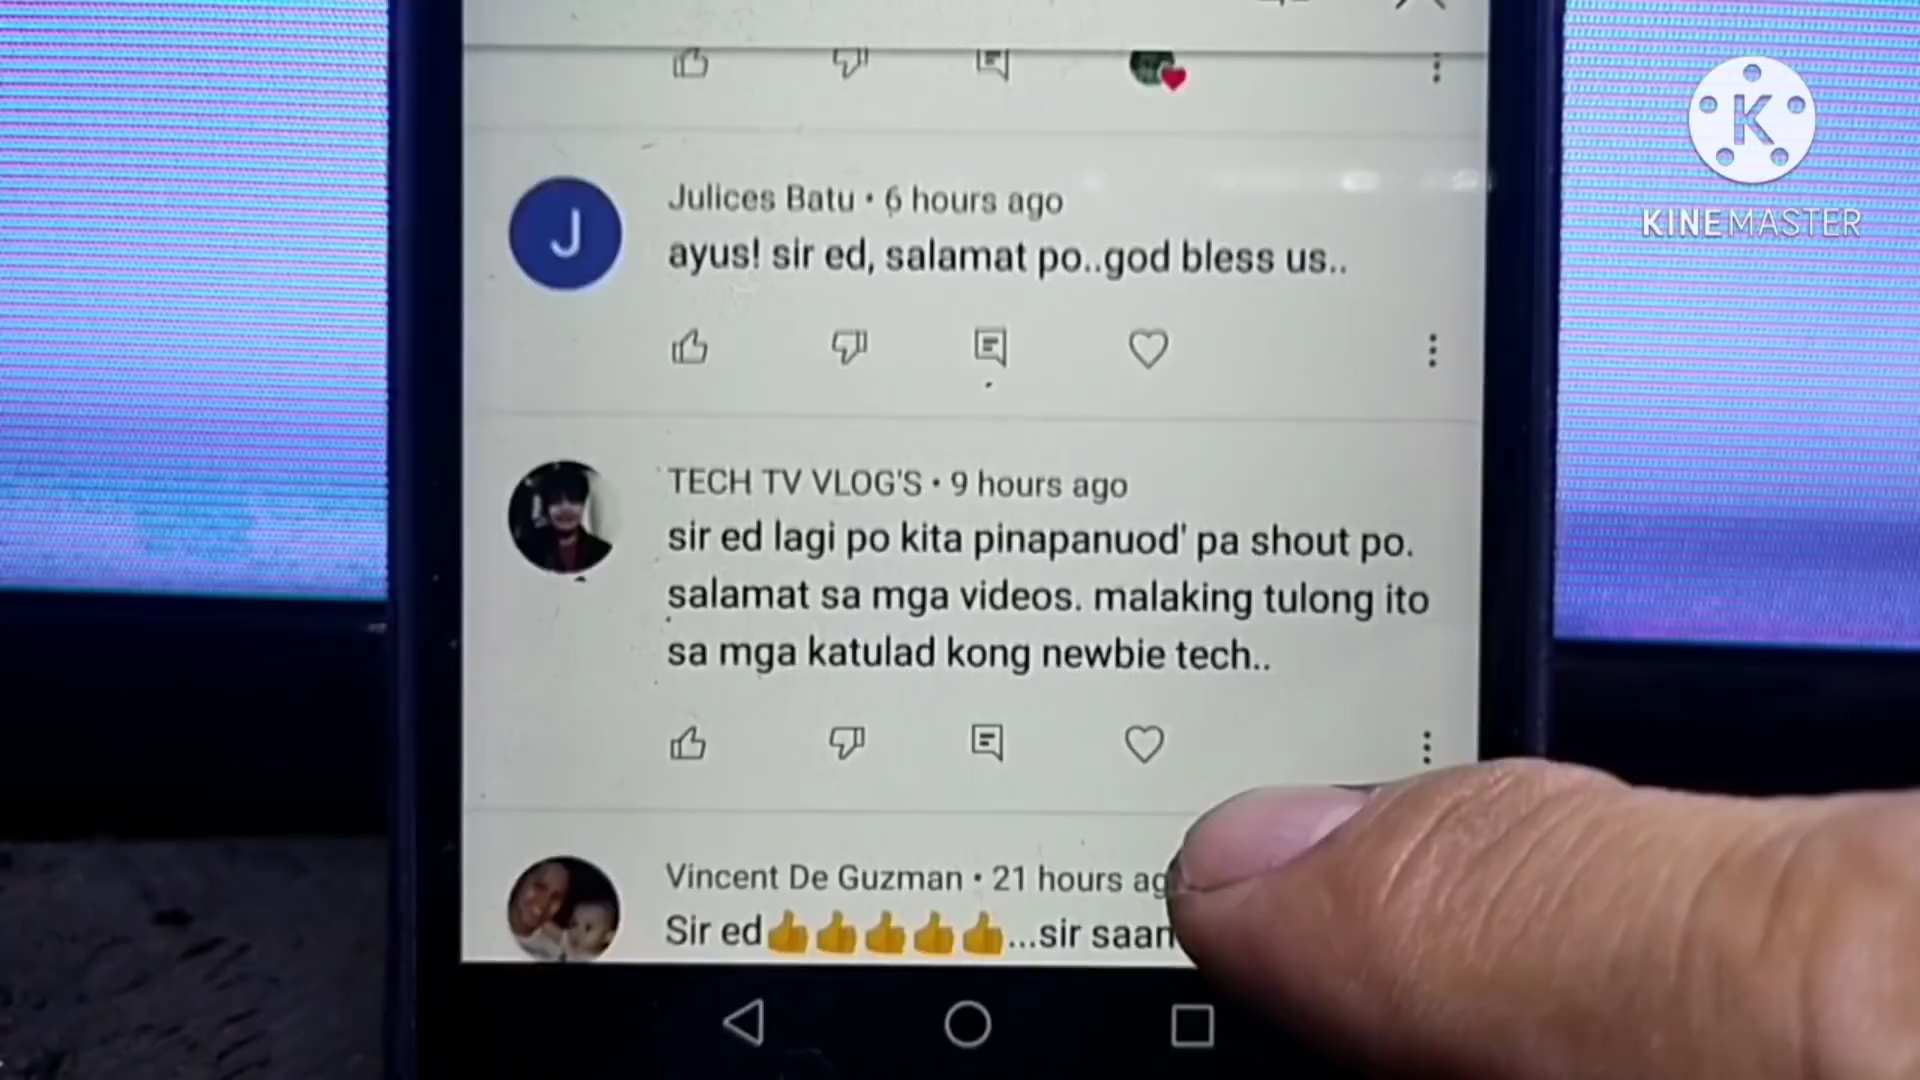 Julices Batu • 6 hours ago
ayus! sir ed, salamat po..god bless us..
TECH TV VLOG'S • 9 hours ago
sir ed lagi po kita pinapanuod' pa shout po.
salamat sa mga videos. malaking tulong ito
sa mga katulad kong newbie tech..
Vincent De Guzman • 21 hours
Sir ed👍👍👍👍👍...sir saan
J
K
KINEMASTER